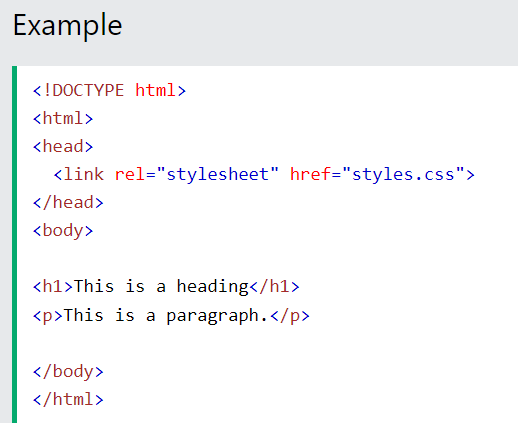 Example
<!DOCTYPE html>
<html>
<head>
  <link rel="stylesheet" href="styles.css">
</head>
<body>

<h1>This is a heading</h1>
<p>This is a paragraph.</p>

</body>
</html>